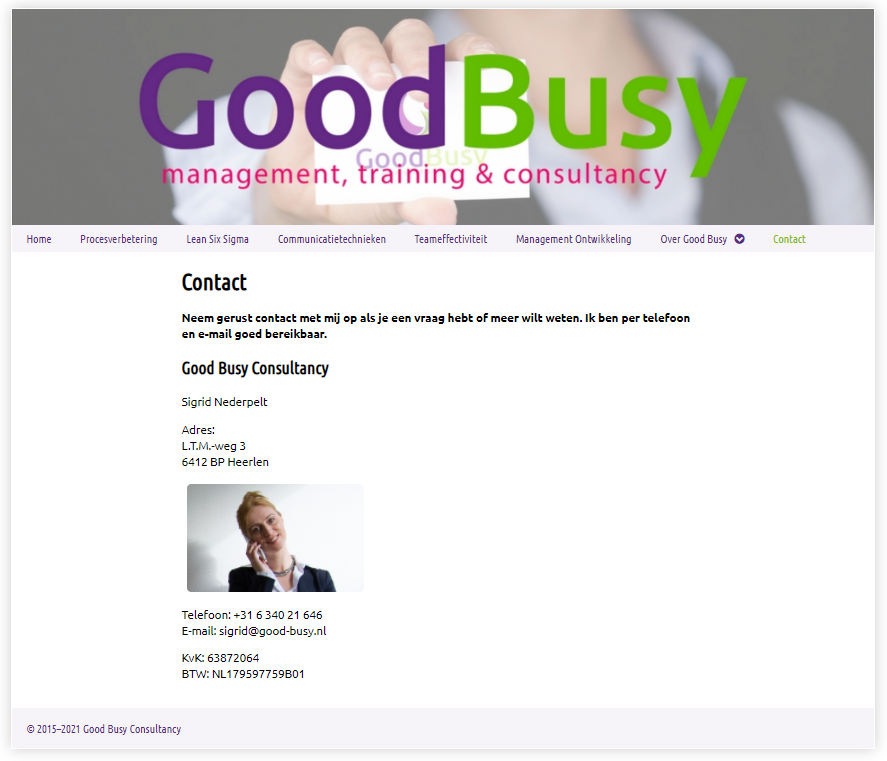 GoodBusy
GoodBusy
management, training & consultancy
Home Procesverbetering Lean Six Sigma Communicatietechnieken Teameffectiviteit Management Ontwikkeling Over Good Busy Contact
Contact
Neem gerust contact met mij op als je een vraag hebt of meer wilt weten. Ik ben per telefoon
en e-mail goed bereikbaar.
Good Busy Consultancy
Sigrid Nederpelt
Adres:
L.T.M.-weg 3
6412 BP Heerlen
Telefoon: +31 6 340 21 646
E-mail: sigrid@good-busy.nl
KvK: 63872064
BTW: NL179597759B01
© 2015–2021 Good Busy Consultancy